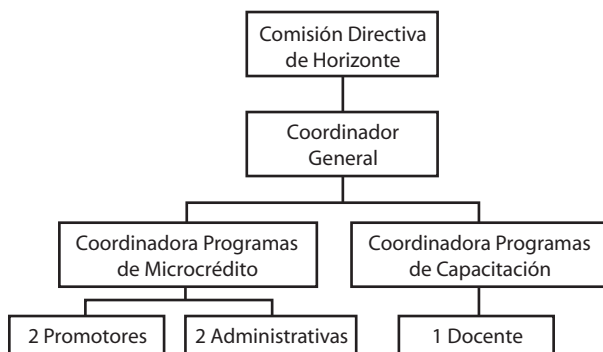 Comisión Directiva
de Horizonte
Coordinador
General
Coordinadora Programas
de Microcrédito
Coordinadora Programas
de Capacitación
2 Promotores
2 Administrativas
1 Docente